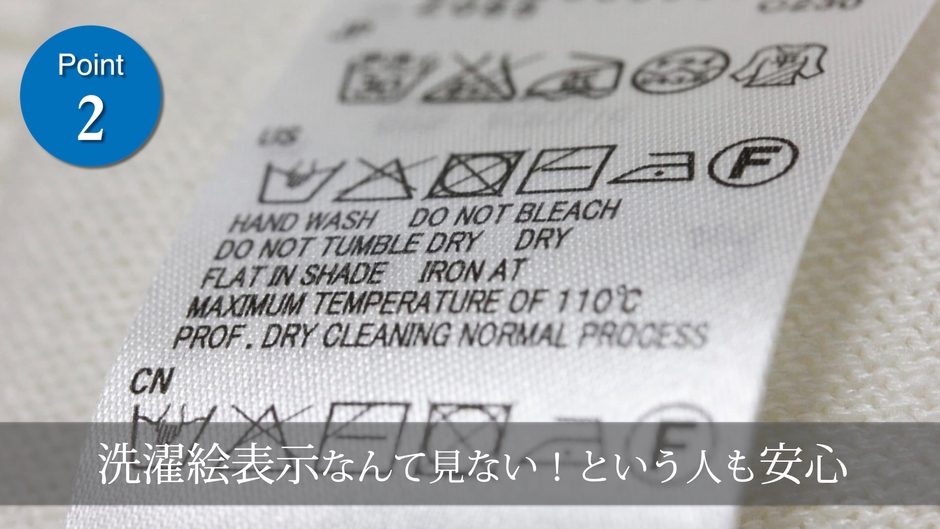 Point
2
US
HAND WASH DO NOT BLEACH
DO NOT TUMBLE DRY DRY
FLAT IN SHADE IRON AT
MAXIMUM TEMPERATURE OF 110℃
PROF. DRY CLEANING NORMAL PROCESS
F
CN
F
洗濯絵表示なんて見ない！という人も安心